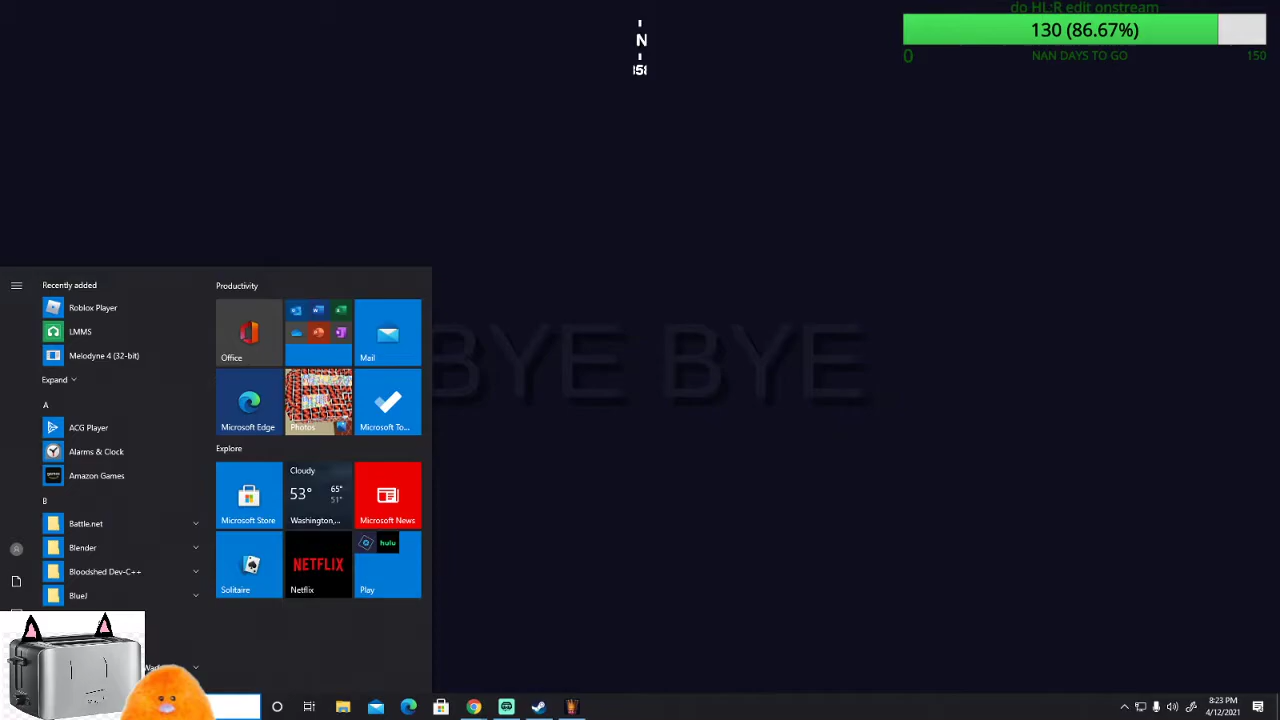 do HL:R edit onstream
130 (86.67%)
0
NAN DAYS TO GO
150
N
358
BYE BYE
Recently added
Roblox Player
LMMS
Melodyne 4 (32-bit)
Expand
A
ACG Player
Alarms & Clock
Amazon Games
B
Battle.net
Blender
Bloodshed Dev-C++
BlueJ
Productivity
Office
Mail
Microsoft Edge
Photos
Microsoft To...
Explore
Microsoft Store
Cloudy
53°
65°
51°
Washington,...
Microsoft News
Solitaire
NETFLIX
Netflix
hulu
Play
8:23 PM
4/12/2021